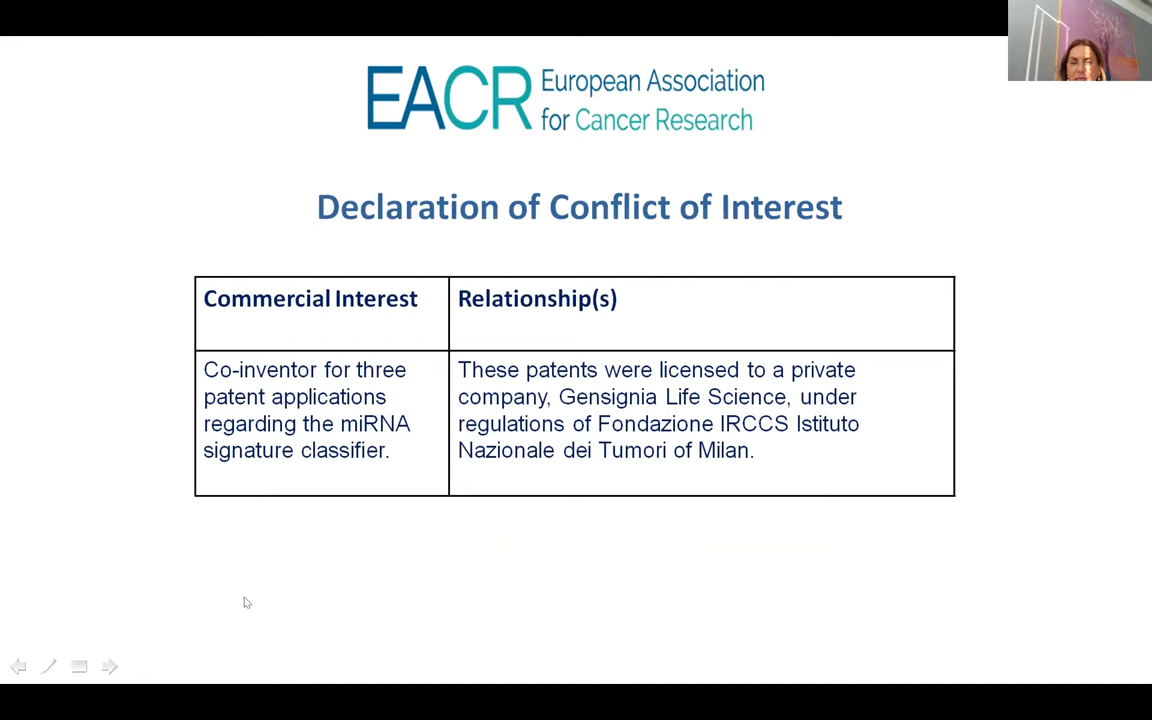 EACR European Association
for Cancer Research
Declaration of Conflict of Interest
Commercial Interest
Relationship(s)
Co-inventor for three
patent applications
regarding the miRNA
signature classifier.
These patents were licensed to a private
company, Gensignia Life Science, under
regulations of Fondazione IRCCS Istituto
Nazionale dei Tumori of Milan.